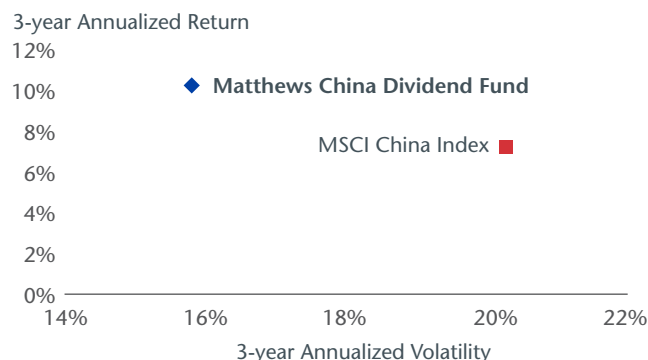 3-year Annualized Return
12%
10%
Matthews China Dividend Fund
8%
MSCI China Index
6%
4%
2%
0%
14% 16% 18% 20% 22%
3-year Annualized Volatility